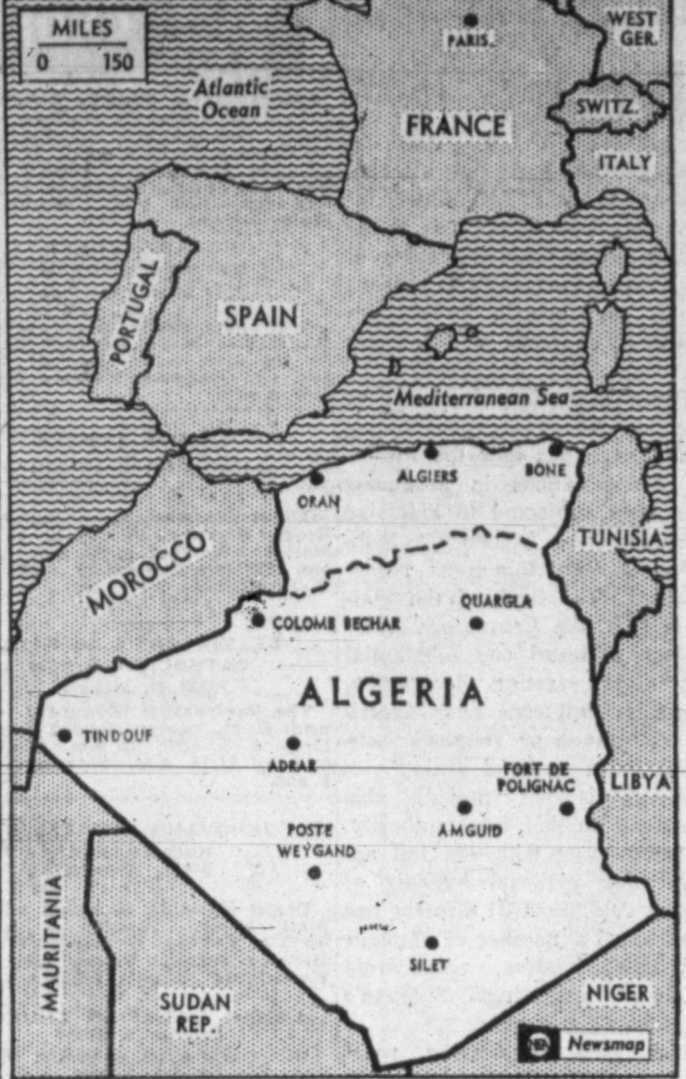 MILES
0 150
WEST
GER.
PARIS.
Atlantic
Ocean
SWITZ.
FRANCE
ITALY
PORTUGAL
SPAIN
Mediterranean Sea
ALGIERS
BONE
ORAN
TUNISIA
MOROCCO
QUARGLA
COLOMB BECHAR
ALGERIA
TINDOUF
ADRAR
FORT DE
POLIGNAC
LIBYA
AMGUID
POSTE
WEYGAND
MAURITANIA
SILET
SUDAN
REP.
NIGER
NEA Newsmap